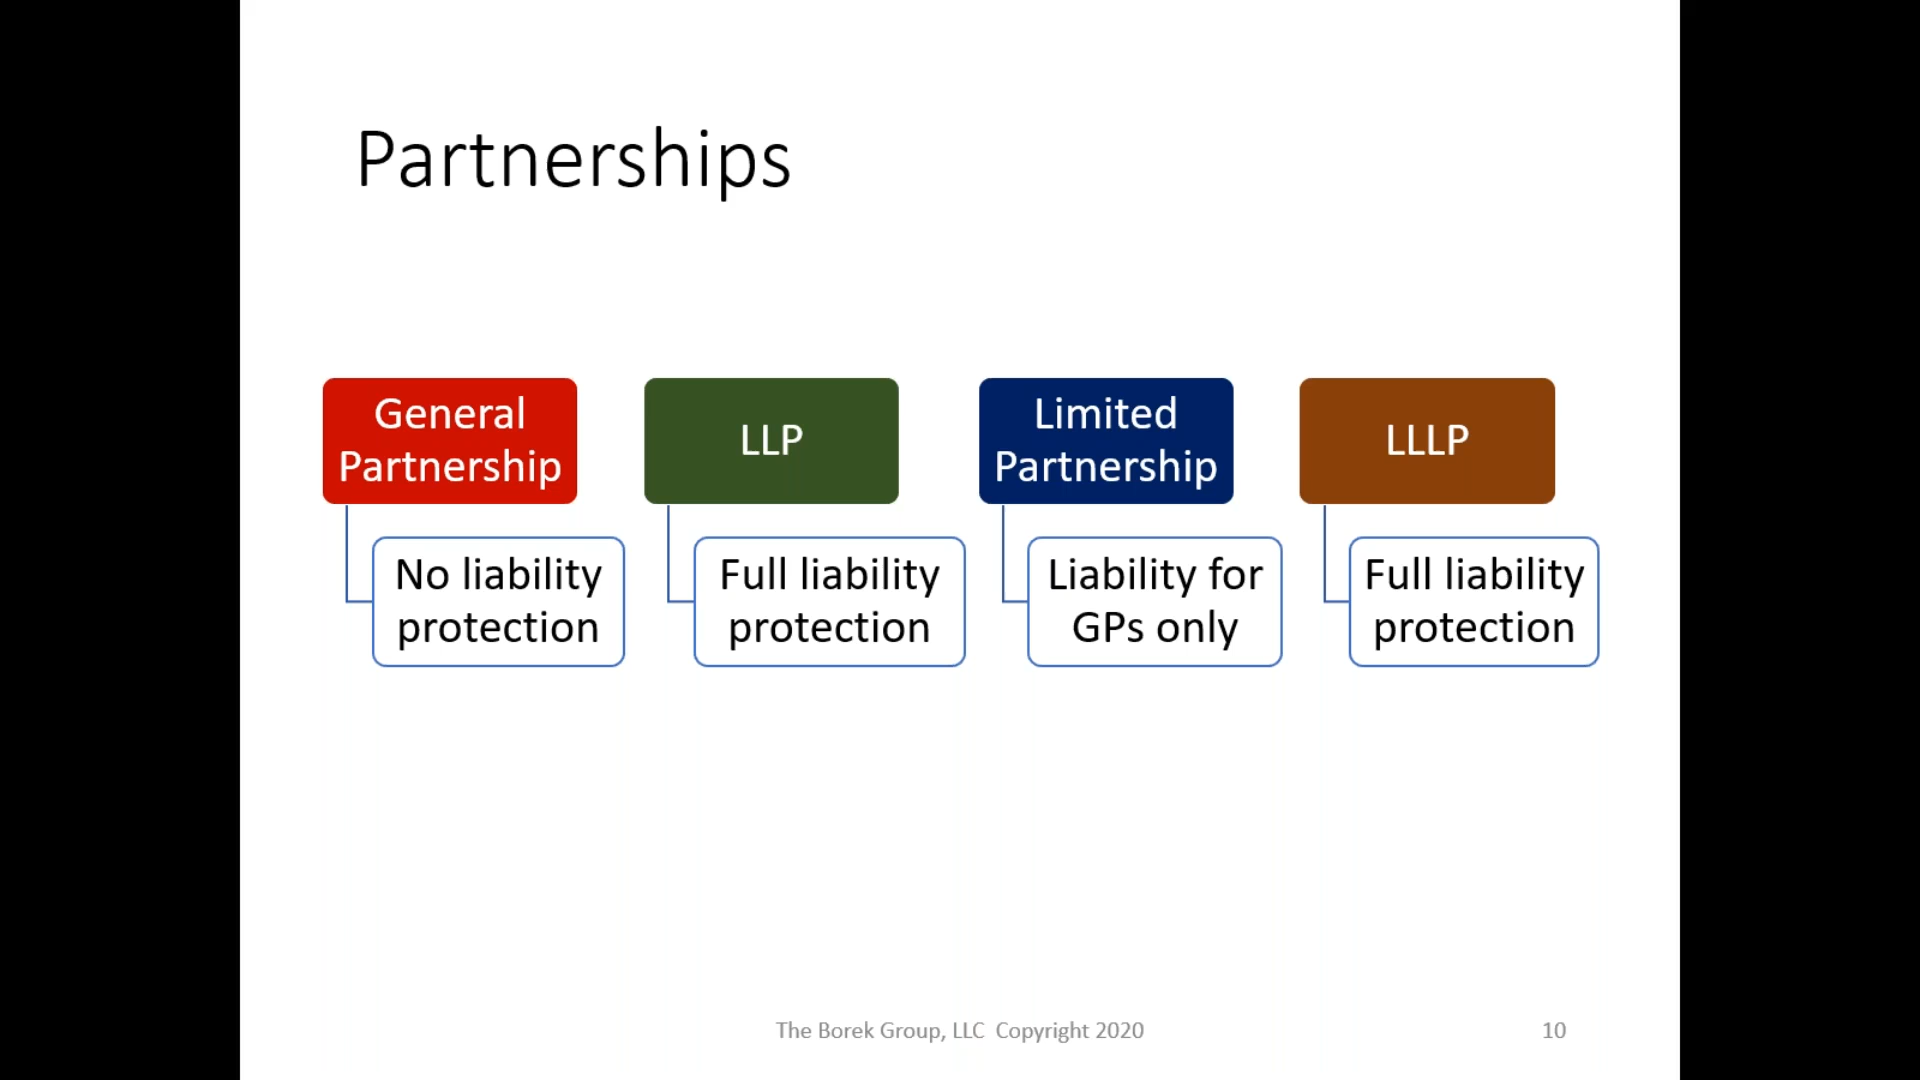 Partnerships
General
Partnership
No liability
protection
LLP
Full liability
protection
Limited
Partnership
Liability for
GPs only
LLLP
Full liability
protection
The Borek Group, LLC  Copyright 2020
10